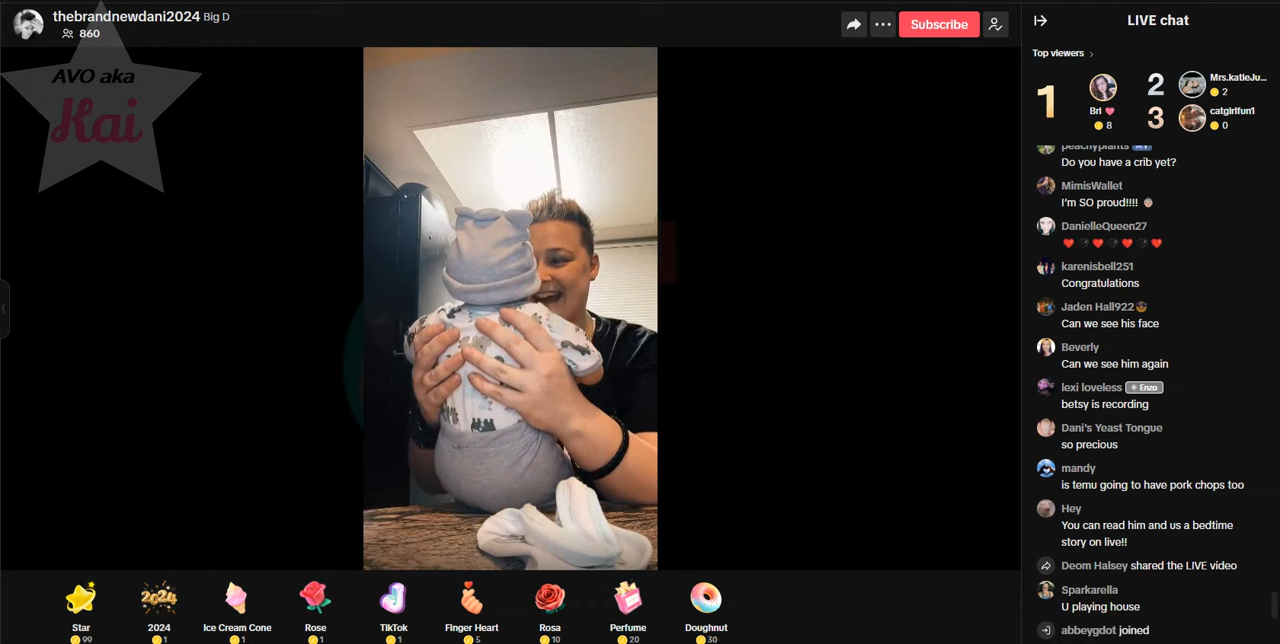 thebrandnewdani2024 Big D
860
Subscribe
AVO aka
Kai
LIVE chat
Top viewers
1
Bri
8
2
Mrs.katieJu...
2
3
catgirlfun1
0
peachyplants
Do you have a crib yet?
MimisWallet
I'm SO proud!!!!
DanielleQueen27
karenisbell251
Congratulations
Jaden Hall922
Can we see his face
Beverly
Can we see him again
lexi loveless Enzo
betsy is recording
Dani's Yeast Tongue
so precious
mandy
is temu going to have pork chops too
Hey
You can read him and us a bedtime
story on live!!
Deom Halsey shared the LIVE video
Sparkarella
U playing house
abbeygdot joined
2024
Star
99
2024
1
Ice Cream Cone
1
Rose
1
TikTok
1
Finger Heart
5
Rosa
10
Perfume
20
Doughnut
30